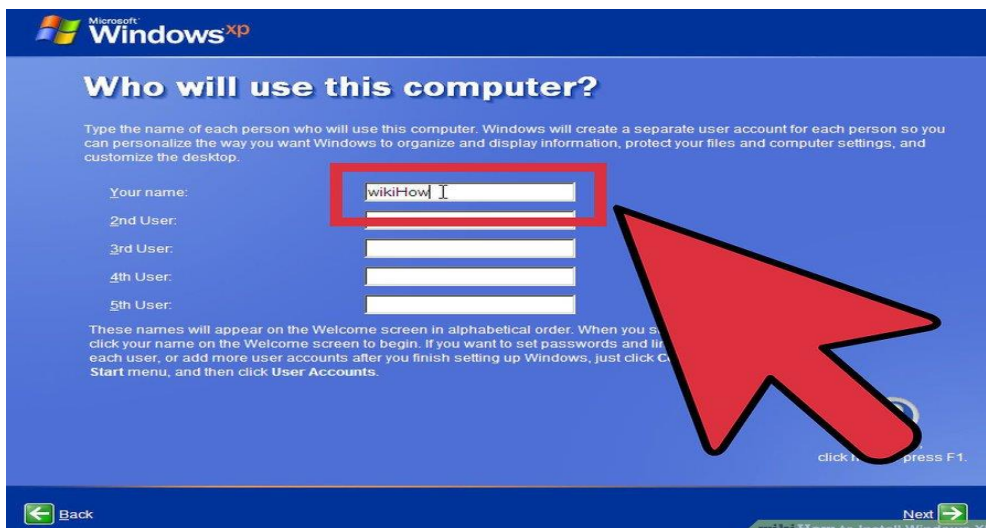 Microsoft
Windows xp
Who will use this computer?
Type the name of each person who will use this computer. Windows will create a separate user account for each person so you
can personalize the way you want Windows to organize and display information, protect your files and computer settings, and
customize the desktop.
Your name: wikiHow
2nd User:
3rd User:
4th User:
5th User:
These names will appear on the Welcome screen in alphabetical order. When you
click your name on the Welcome screen to begin. If you want to set passwords and
each user, or add more user accounts after you finish setting up Windows, just click
Start menu, and then click User Accounts.
click press F1.
Back
Next
wikiHow to Install Windows